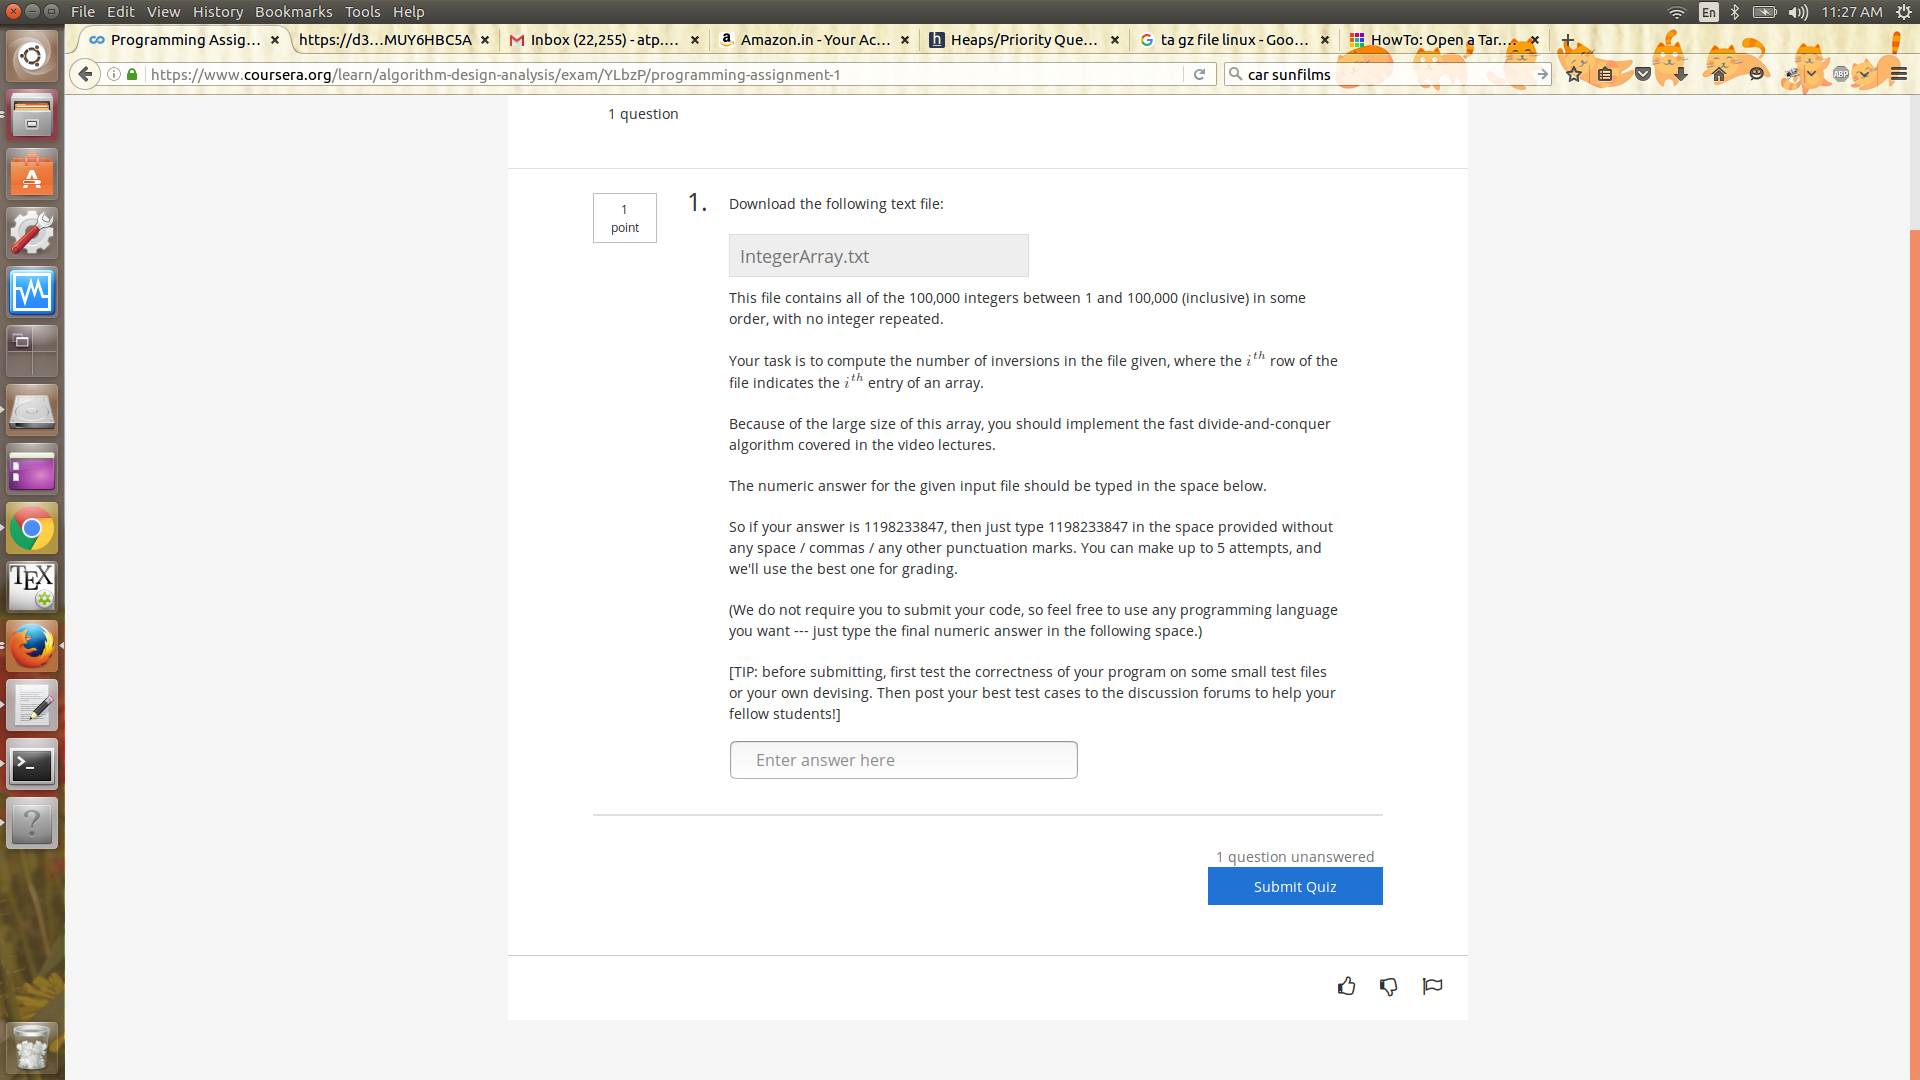 File Edit View History Bookmarks Tools Help
En
11:27 AM
Programming Assig...
https://d3...MUY6HBC5A
Inbox (22,255) - atp....
Amazon.in - Your Ac...
Heaps/Priority Que...
ta gz file linux - Goo...
HowTo: Open a Tar....
https://www.coursera.org/learn/algorithm-design-analysis/exam/YLbzP/programming-assignment-1
car sunfilms
ABP
1 question
1
point
1. Download the following text file:
IntegerArray.txt
This file contains all of the 100,000 integers between 1 and 100,000 (inclusive) in some
order, with no integer repeated.
Your task is to compute the number of inversions in the file given, where the i^th row of the
file indicates the i^th entry of an array.
Because of the large size of this array, you should implement the fast divide-and-conquer
algorithm covered in the video lectures.
The numeric answer for the given input file should be typed in the space below.
So if your answer is 1198233847, then just type 1198233847 in the space provided without
any space / commas / any other punctuation marks. You can make up to 5 attempts, and
we'll use the best one for grading.
(We do not require you to submit your code, so feel free to use any programming language
you want --- just type the final numeric answer in the following space.)
[TIP: before submitting, first test the correctness of your program on some small test files
or your own devising. Then post your best test cases to the discussion forums to help your
fellow students!]
Enter answer here
1 question unanswered
Submit Quiz
TEX